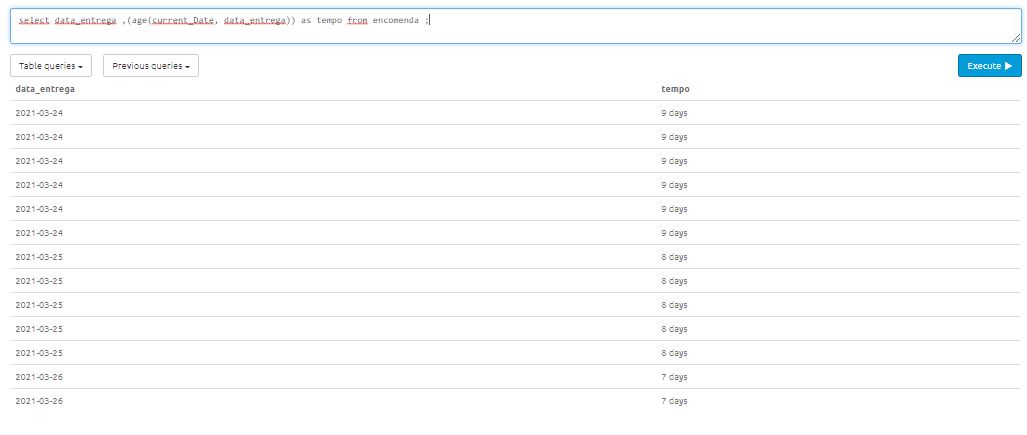 select data_entrega ,(age(current_Date, data_entrega)) as tempo from encomenda ;
Table queries Previous queries Execute
data_entrega tempo
2021-03-24 9 days
2021-03-24 9 days
2021-03-24 9 days
2021-03-24 9 days
2021-03-24 9 days
2021-03-24 9 days
2021-03-25 8 days
2021-03-25 8 days
2021-03-25 8 days
2021-03-25 8 days
2021-03-25 8 days
2021-03-26 7 days
2021-03-26 7 days